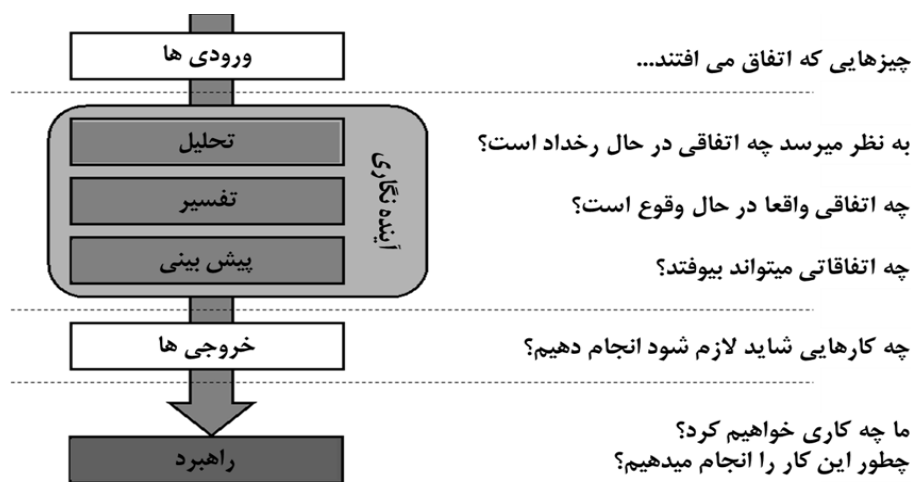 ورودی ها
چیزهایی که اتفاق می افتند...
آینده نگاری
تحلیل
به نظر میرسد چه اتفاقی در حال رخداد است؟
تفسیر
چه اتفاقی واقعا در حال وقوع است؟
پیش بینی
چه اتفاقاتی میتواند بیوفتد؟
خروجی ها
چه کارهایی شاید لازم شود انجام دهیم؟
راهبرد
ما چه کاری خواهیم کرد؟
چطور این کار را انجام میدهیم؟